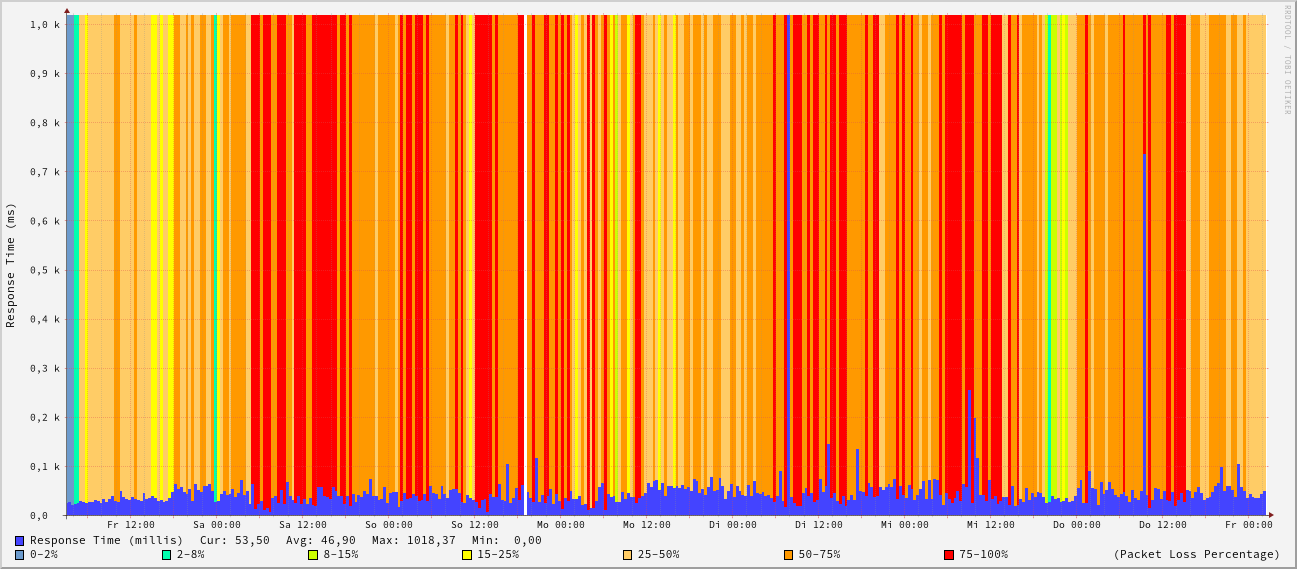 RRDTOOL / TOBI OETIKER
Response Time (ms)
1,0 k
0,9 k
0,8 k
0,7 k
0,6 k
0,5 k
0,4 k
0,3 k
0,2 k
0,1 k
0,0
Fr 12:00 Sa 00:00 Sa 12:00 So 00:00 So 12:00 Mo 00:00 Mo 12:00 Di 00:00 Di 12:00 Mi 00:00 Mi 12:00 Do 00:00 Do 12:00 Fr 00:00
Response Time (millis) Cur: 53,50 Avg: 46,90 Max: 1018,37 Min: 0,00
0-2% 2-8% 8-15% 15-25% 25-50% 50-75% 75-100% (Packet Loss Percentage)